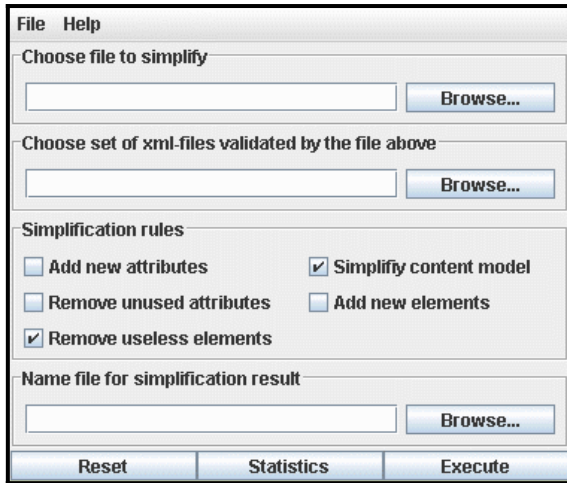 File Help
Choose file to simplify
Browse...
Choose set of xml-files validated by the file above
Browse...
Simplification rules
Add new attributes
Simplifiy content model
Remove unused attributes
Add new elements
Remove useless elements
Name file for simplification result
Browse...
Reset Statistics Execute